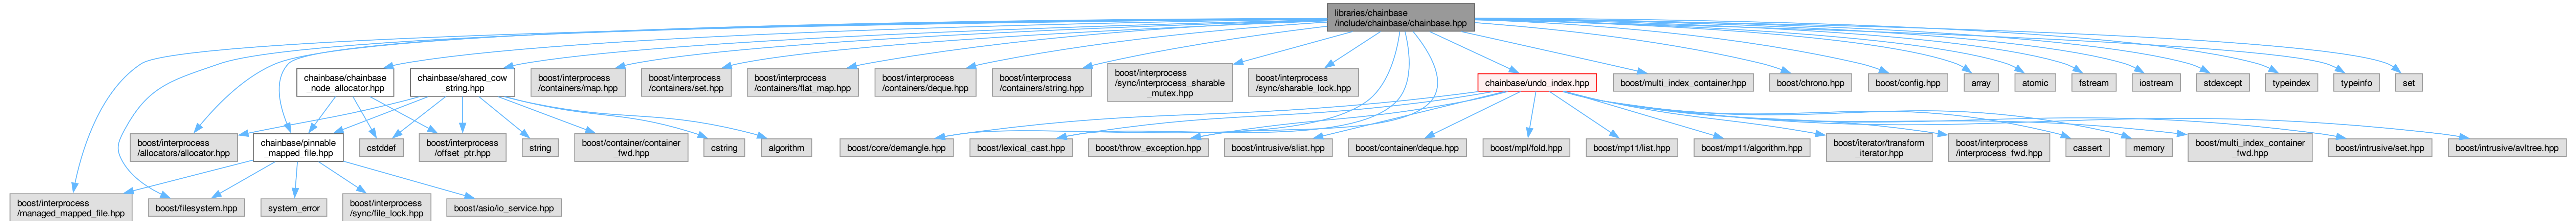 libraries/chainbase
/include/chainbase/chainbase.hpp
chainbase/chainbase
_node_allocator.hpp
chainbase/shared_cow
_string.hpp
boost/interprocess
/containers/map.hpp
boost/interprocess
/containers/set.hpp
boost/interprocess
/containers/flat_map.hpp
boost/interprocess
/containers/deque.hpp
boost/interprocess
/containers/string.hpp
boost/interprocess
/sync/interprocess_sharable
_mutex.hpp
boost/interprocess
/sync/sharable_lock.hpp
chainbase/undo_index.hpp
boost/multi_index_container.hpp
boost/chrono.hpp
boost/config.hpp
array
atomic
fstream
iostream
stdexcept
typeindex
typeinfo
set
boost/interprocess
/allocators/allocator.hpp
chainbase/pinnable
_mapped_file.hpp
cstddef
boost/interprocess
/offset_ptr.hpp
string
boost/container/container
_fwd.hpp
cstring
algorithm
boost/core/demangle.hpp
boost/lexical_cast.hpp
boost/throw_exception.hpp
boost/intrusive/slist.hpp
boost/container/deque.hpp
boost/mpl/fold.hpp
boost/mp11/list.hpp
boost/mp11/algorithm.hpp
boost/iterator/transform
_iterator.hpp
boost/interprocess
/interprocess_fwd.hpp
cassert
memory
boost/multi_index_container
_fwd.hpp
boost/intrusive/set.hpp
boost/intrusive/avltree.hpp
boost/interprocess
/managed_mapped_file.hpp
boost/filesystem.hpp
system_error
boost/interprocess
/sync/file_lock.hpp
boost/asio/io_service.hpp